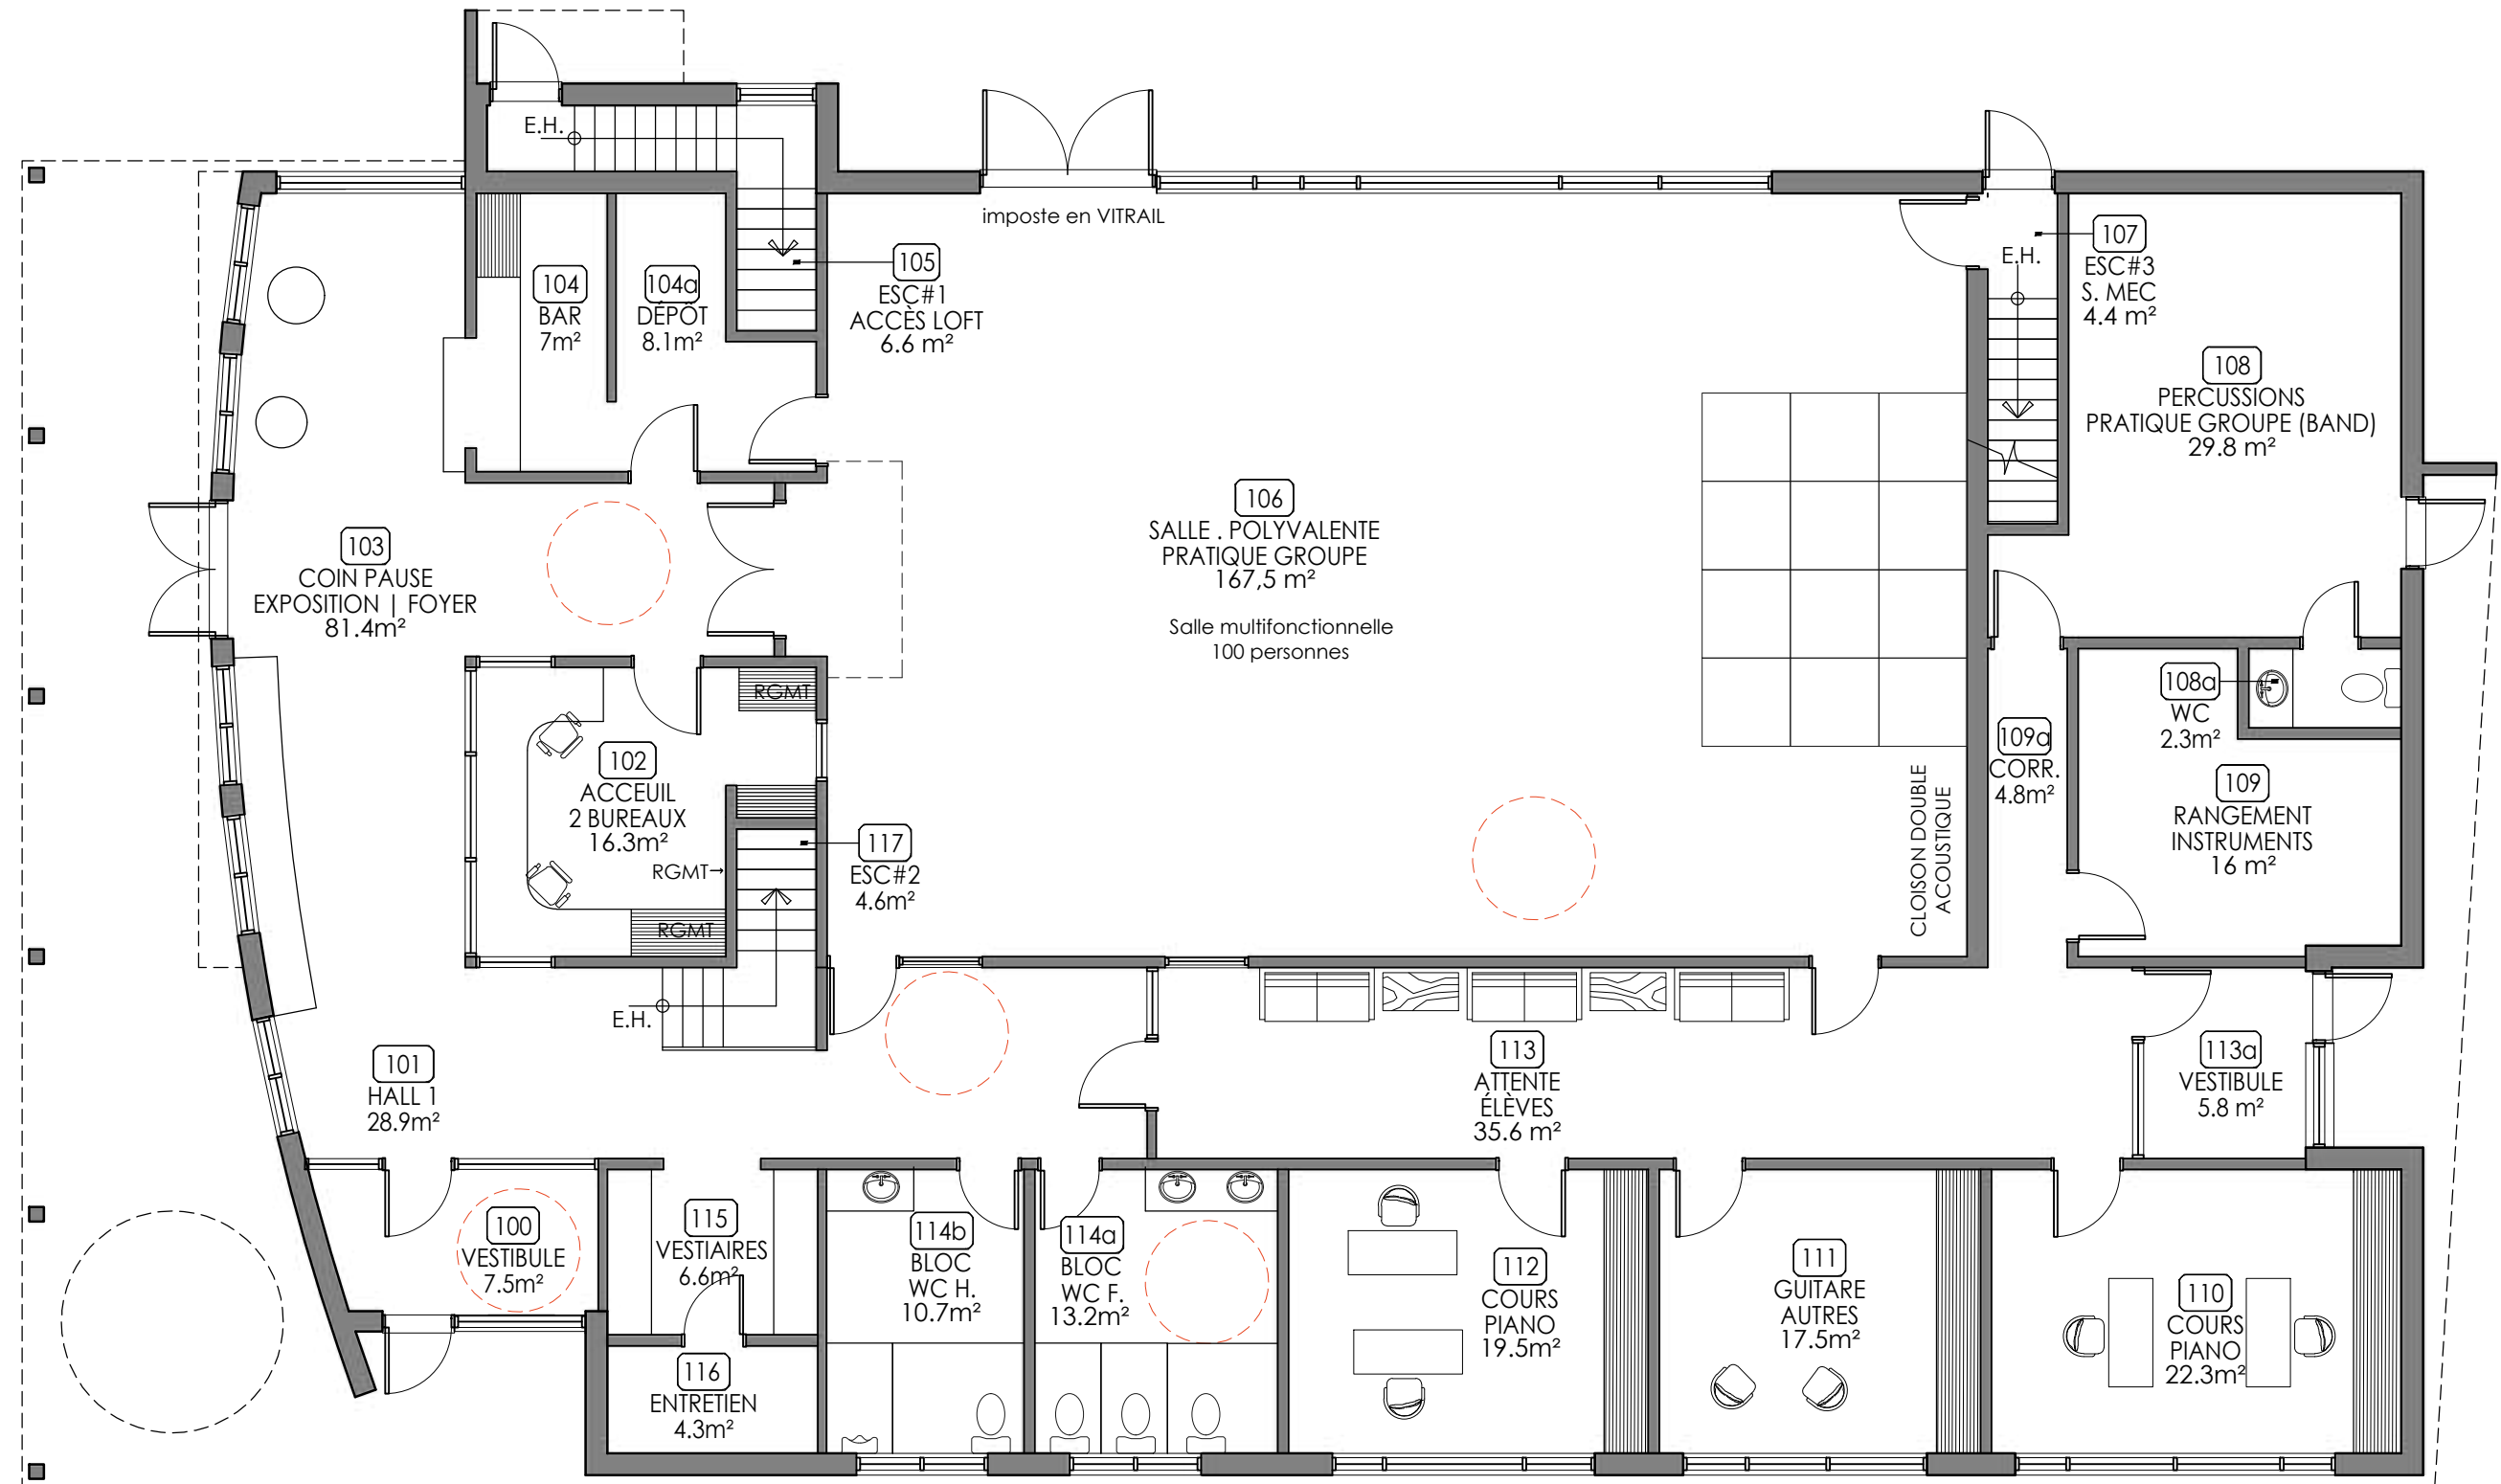 E.H.
imposte en VITRAIL
104
BAR
7m²
104a
DÉPÔT
8.1m²
105
ESC#1
ACCÈS LOFT
6.6 m²
107
ESC#3
S. MEC
4.4 m²
E.H.
108
PERCUSSIONS
PRATIQUE GROUPE (BAND)
29.8 m²
103
COIN PAUSE
EXPOSITION | FOYER
81.4m²
106
SALLE . POLYVALENTE
PRATIQUE GROUPE
167,5 m²
Salle multifonctionnelle
100 personnes
RGMT
102
ACCEUIL
2 BUREAUX
16.3m²
RGMT
RGMT
117
ESC#2
4.6m²
CLOISON DOUBLE
ACOUSTIQUE
109a
CORR.
4.8m²
108a
WC
2.3m²
109
RANGEMENT
INSTRUMENTS
16 m²
E.H.
101
HALL 1
28.9m²
113
ATTENTE
ÉLÈVES
35.6 m²
113a
VESTIBULE
5.8 m²
100
VESTIBULE
7.5m²
115
VESTIAIRES
6.6m²
114b
BLOC
WC H.
10.7m²
114a
BLOC
WC F.
13.2m²
112
COURS
PIANO
19.5m²
111
GUITARE
AUTRES
17.5m²
110
COURS
PIANO
22.3m²
116
ENTRETIEN
4.3m²